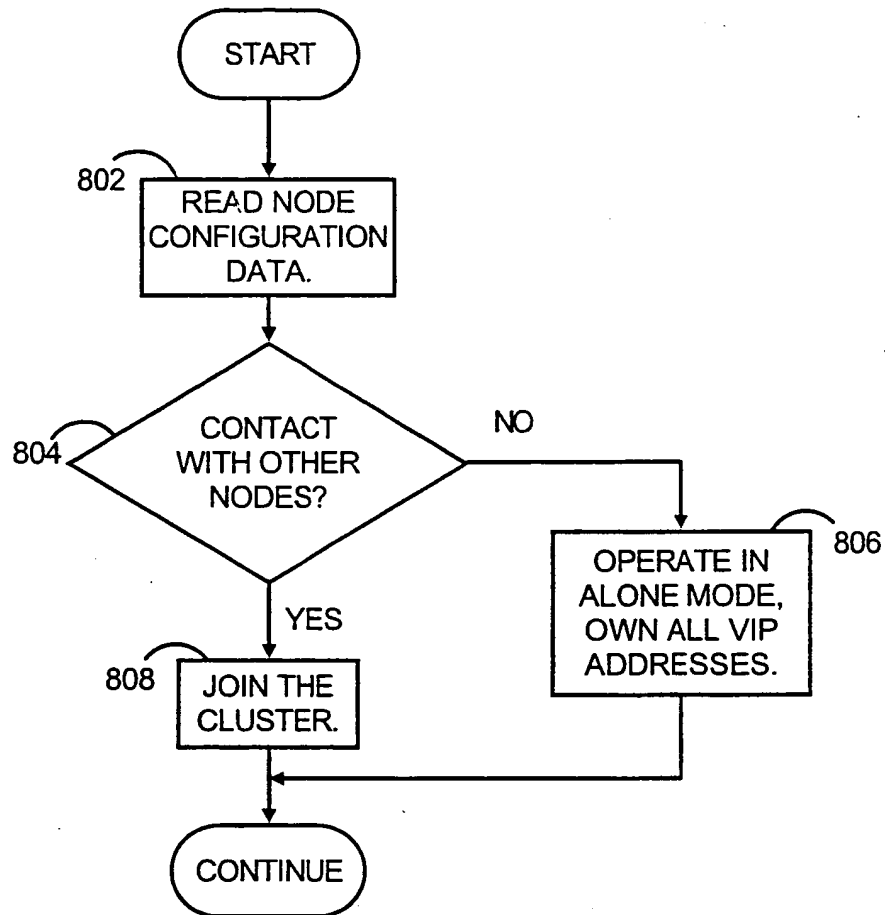 START
802
READ NODE
CONFIGURATION
DATA.
804
CONTACT
WITH OTHER
NODES?
NO
806
OPERATE IN
ALONE MODE,
OWN ALL VIP
ADDRESSES.
YES
808
JOIN THE
CLUSTER.
CONTINUE